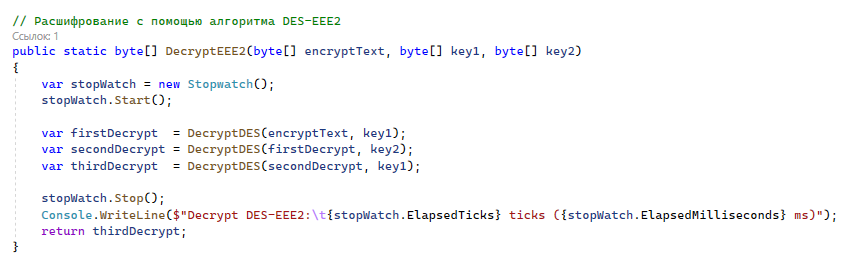 // Расшифрование с помощью алгоритма DES-EEE2
Ссылок: 1
public static byte[] DecryptEEE2(byte[] encryptText, byte[] key1, byte[] key2)
{
    var stopWatch = new Stopwatch();
    stopWatch.Start();

    var firstDecrypt  = DecryptDES(encryptText, key1);
    var secondDecrypt = DecryptDES(firstDecrypt, key2);
    var thirdDecrypt  = DecryptDES(secondDecrypt, key1);

    stopWatch.Stop();
    Console.WriteLine($"Decrypt DES-EEE2:\t{stopWatch.ElapsedTicks} ticks ({stopWatch.ElapsedMilliseconds} ms)");
    return thirdDecrypt;
}